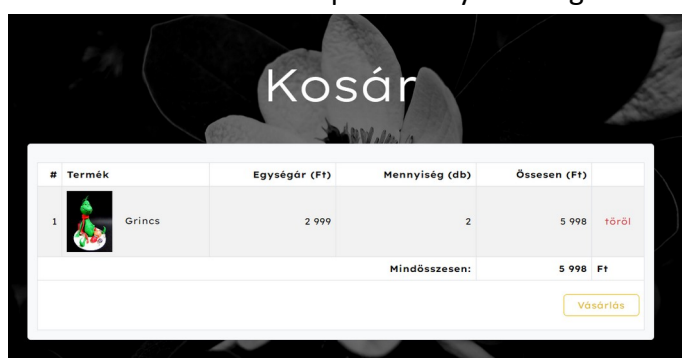 Kosár
# Termék Egységár (Ft) Mennyiség (db) Össesen (Ft)
1 Grincs 2 999 2 5 998 töröl
Mindösszesen: 5 998 Ft
Vásárlás